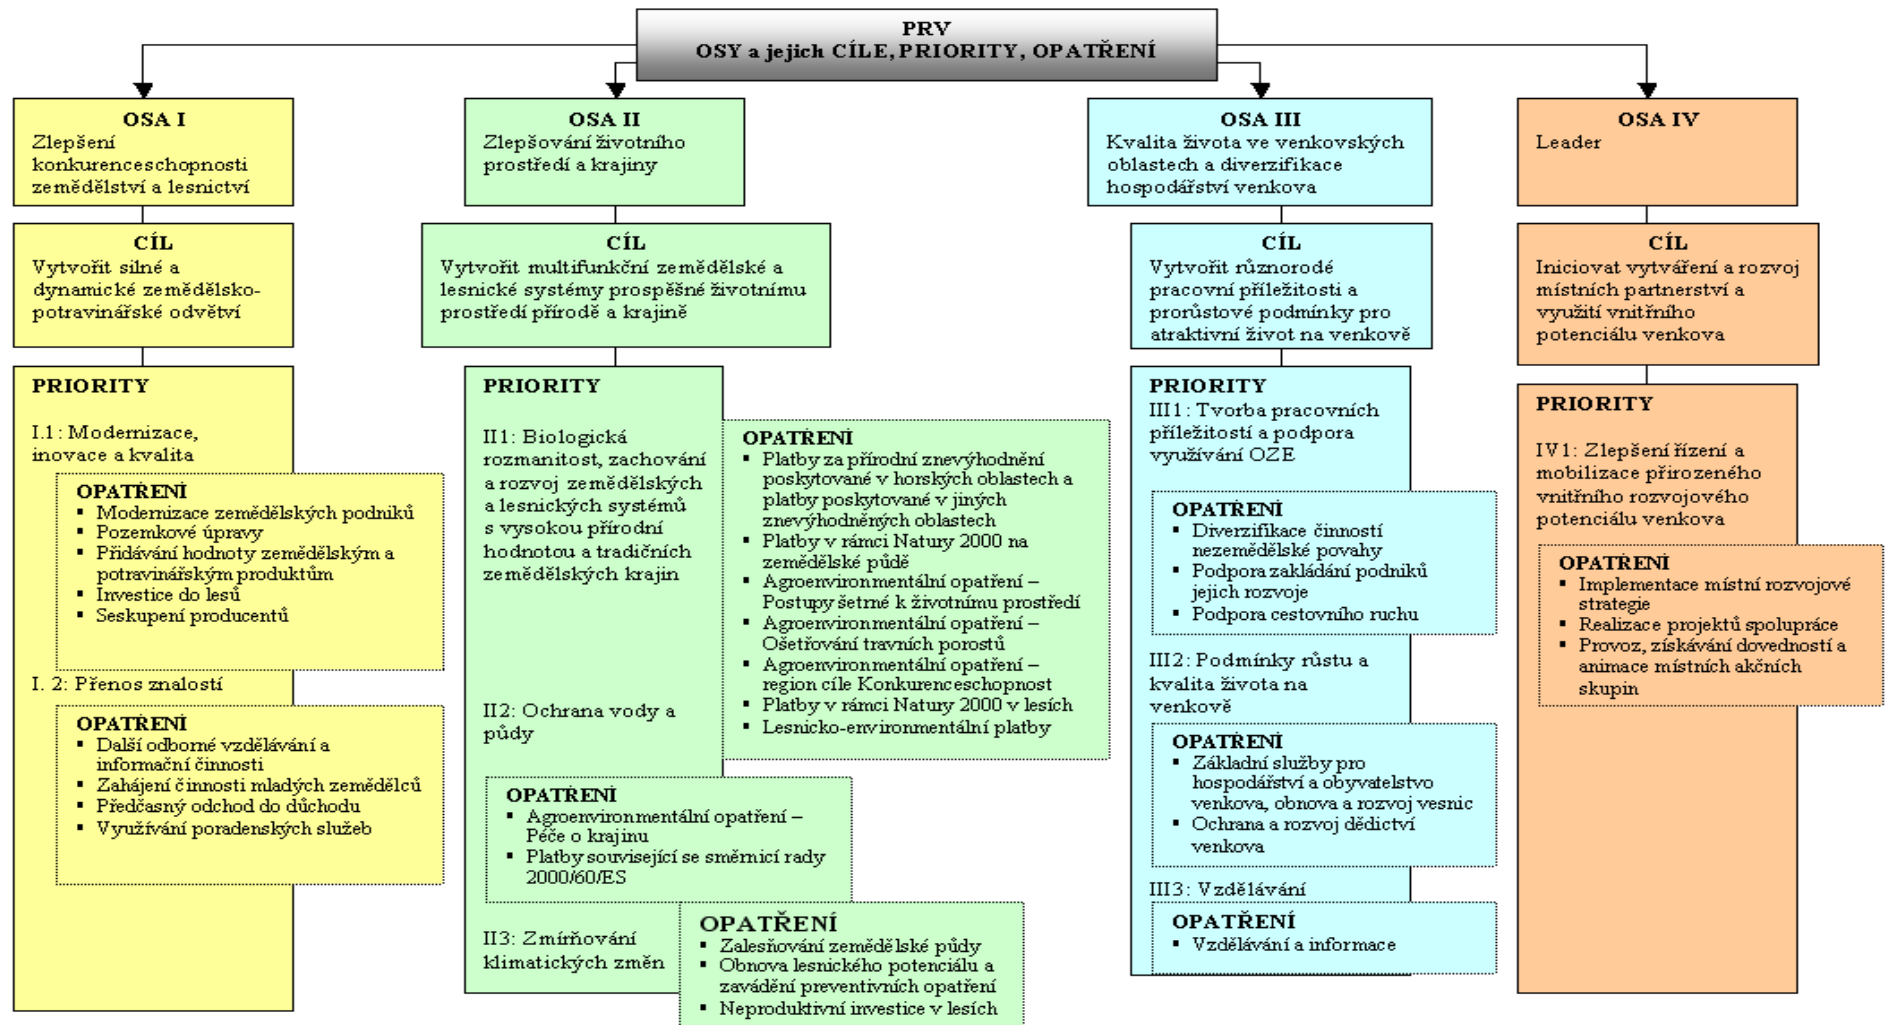 PRV
OSY a jejich CÍLE, PRIORITY, OPATŘENÍ
OSA I
Zlepšení
konkurenceschopnosti
zemědělství a lesnictví
CÍL
Vytvořit silné a
dynamické zemědělsko-
potravinářské odvětví
PRIORITY
I.1: Modernizace,
inovace a kvalita
OPATŘENÍ
▪ Modernizace zemědělských podniků
▪ Pozemkové úpravy
▪ Přidávání hodnoty zemědělským a
potravinářským produktům
▪ Investice do lesů
▪ Seskupení producentů
I. 2: Přenos znalostí
OPATŘENÍ
▪ Další odborné vzdělávání a
informační činnosti
▪ Zahájení činnosti mladých zemědělců
▪ Předčasný odchod do důchodu
▪ Využívání poradenských služeb
OSA II
Zlepšování životního
prostředí a krajiny
CÍL
Vytvořit multifunkční zemědělské a
lesnické systémy prospěšné životnímu
prostředí přírodě a krajině
PRIORITY
II1: Biologická
rozmanitost, zachování
a rozvoj zemědělských
a lesnických systémů
s vysokou přírodní
hodnotou a tradičních
zemědělských krajin
OPATŘENÍ
▪ Platby za přírodní znevýhodnění
poskytované v horských oblastech a
platby poskytované v jiných
znevýhodněných oblastech
▪ Platby v rámci Natury 2000 na
zemědělské půdě
▪ Agroenvironmentální opatření –
Postupy šetrné k životnímu prostředí
▪ Agroenvironmentální opatření –
Ošetřování travních porostů
▪ Agroenvironmentální opatření –
region cíle Konkurenceschopnost
▪ Platby v rámci Natury 2000 v lesích
▪ Lesnicko-environmentální platby
II2: Ochrana vody a
půdy
OPATŘENÍ
▪ Agroenvironmentální opatření –
Péče o krajinu
▪ Platby související se směrnicí rady
2000/60/ES
II3: Zmírňování
klimatických změn
OPATŘENÍ
▪ Zalesňování zemědělské půdy
▪ Obnova lesnického potenciálu a
zavádění preventivních opatření
▪ Neproduktivní investice v lesích
OSA III
Kvalita života ve venkovských
oblastech a diverzifikace
hospodářství venkova
CÍL
Vytvořit různorodé
pracovní příležitosti a
prorůstové podmínky pro
atraktivní život na venkově
PRIORITY
III1: Tvorba pracovních
příležitostí a podpora
využívání OZE
OPATŘENÍ
▪ Diverzifikace činností
nezemědělské povahy
▪ Podpora zakládání podniků
jejich rozvoje
▪ Podpora cestovního ruchu
III2: Podmínky růstu a
kvalita života na
venkově
OPATŘENÍ
▪ Základní služby pro
hospodářství a obyvatelstvo
venkova, obnova a rozvoj vesnic
▪ Ochrana a rozvoj dědictví
venkova
III3: Vzdělávání
OPATŘENÍ
▪ Vzdělávání a informace
OSA IV
Leader
CÍL
Iniciovat vytváření a rozvoj
místních partnerství a
využití vnitřního
potenciálu venkova
PRIORITY
IV1: Zlepšení řízení a
mobilizace přirozeného
vnitřního rozvojového
potenciálu venkova
OPATŘENÍ
▪ Implementace místní rozvojové
strategie
▪ Realizace projektů spolupráce
▪ Provoz, získávání dovedností a
animace místních akčních
skupin